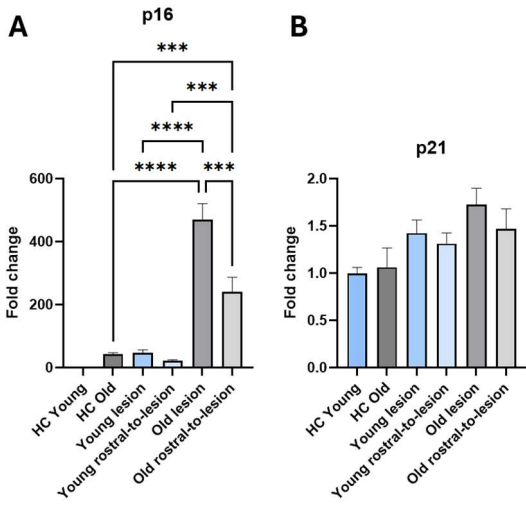 A
p16
***
***
****
****
***
Fold change
600
400
200
0
HC Young
HC Old
Young lesion
Young rostral-to-lesion
Old lesion
Old rostral-to-lesion
B
p21
Fold change
2.0
1.5
1.0
0.5
0.0
HC Young
HC Old
Young lesion
Young rostral-to-lesion
Old lesion
Old rostral-to-lesion